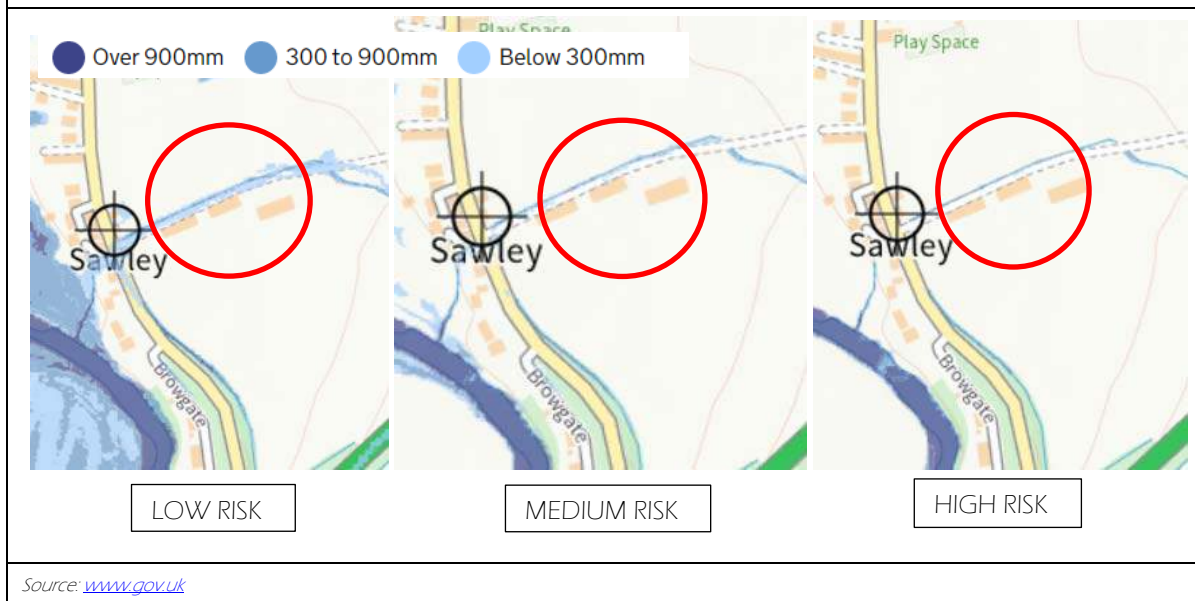 Play Space
Over 900mm 300 to 900mm Below 300mm
Sawley
Browgate
LOW RISK
Sawley
Browgate
MEDIUM RISK
Play Space
Sawley
Browgate
HIGH RISK
Source: www.gov.uk